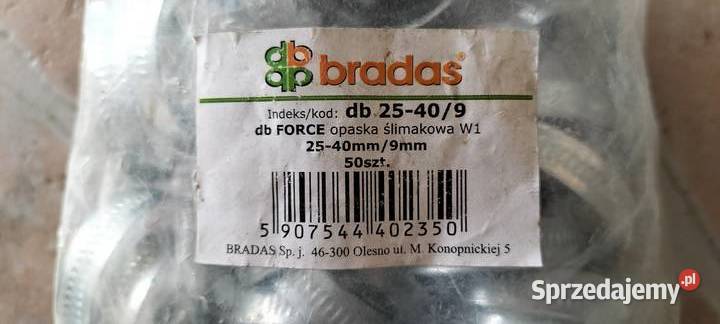 bradas®
Indeks/kod: db 25-40/9
db FORCE opaska ślimakowa W1
25-40mm/9mm
50szt.
5 907544 402350
BRADAS Sp. j. 46-300 Olesno ul. M. Konopnickiej 5
Sprzedajemy.pl